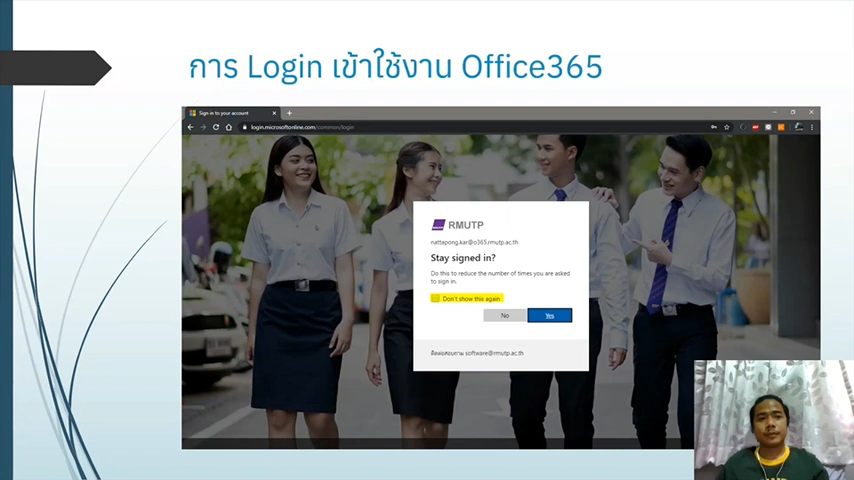 การ Login เข้าใช้งาน Office365
Sign in to your account
login.microsoftonline.com/common/login
RMUTP
nattapong.kar@o365.rmutp.ac.th
Stay signed in?
Do this to reduce the number of times you are asked
to sign in.
Don't show this again
No
Yes
ติดต่อสอบถาม software@rmutp.ac.th